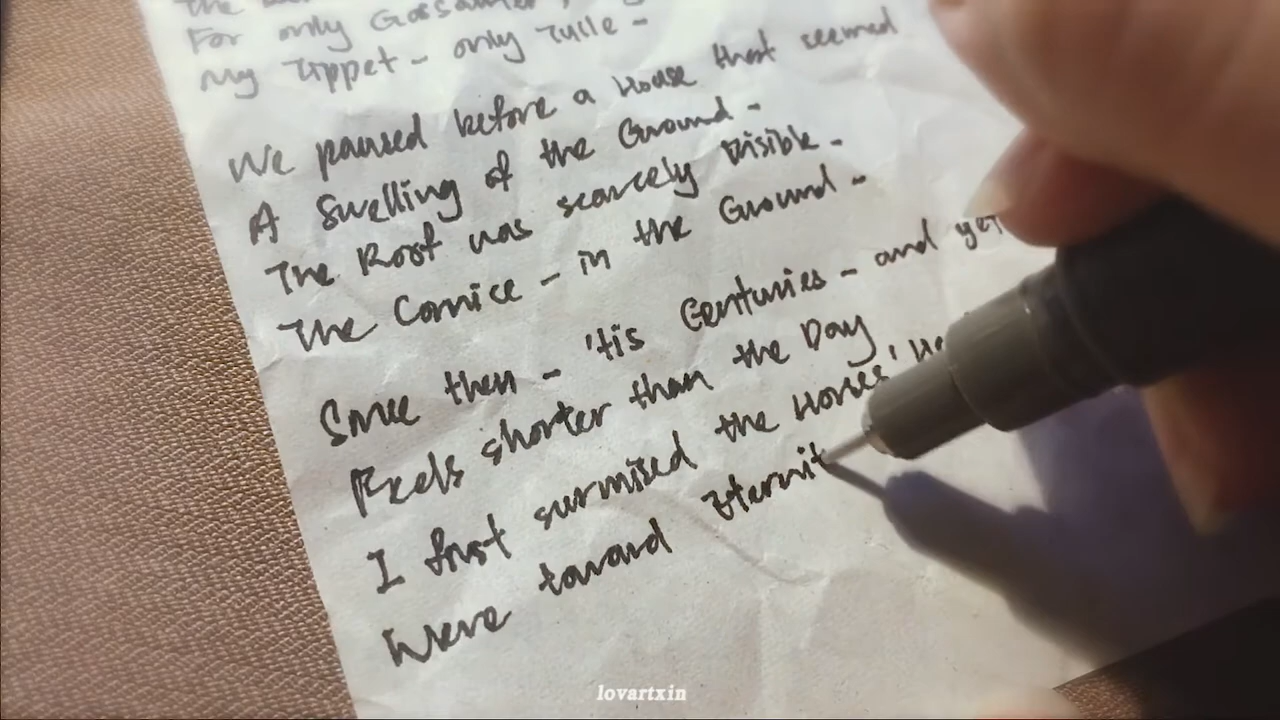 For only Gossamer,
My Tippet - only Tulle -
We paused before a House that seemed
A Swelling of the Ground -
The Roof was scarcely visible -
The Cornice - in the Ground -
Since then - 'tis Centuries - and yet
Feels shorter than the Day
I first surmised the Horses' He
Were toward Eternit
lovartxin